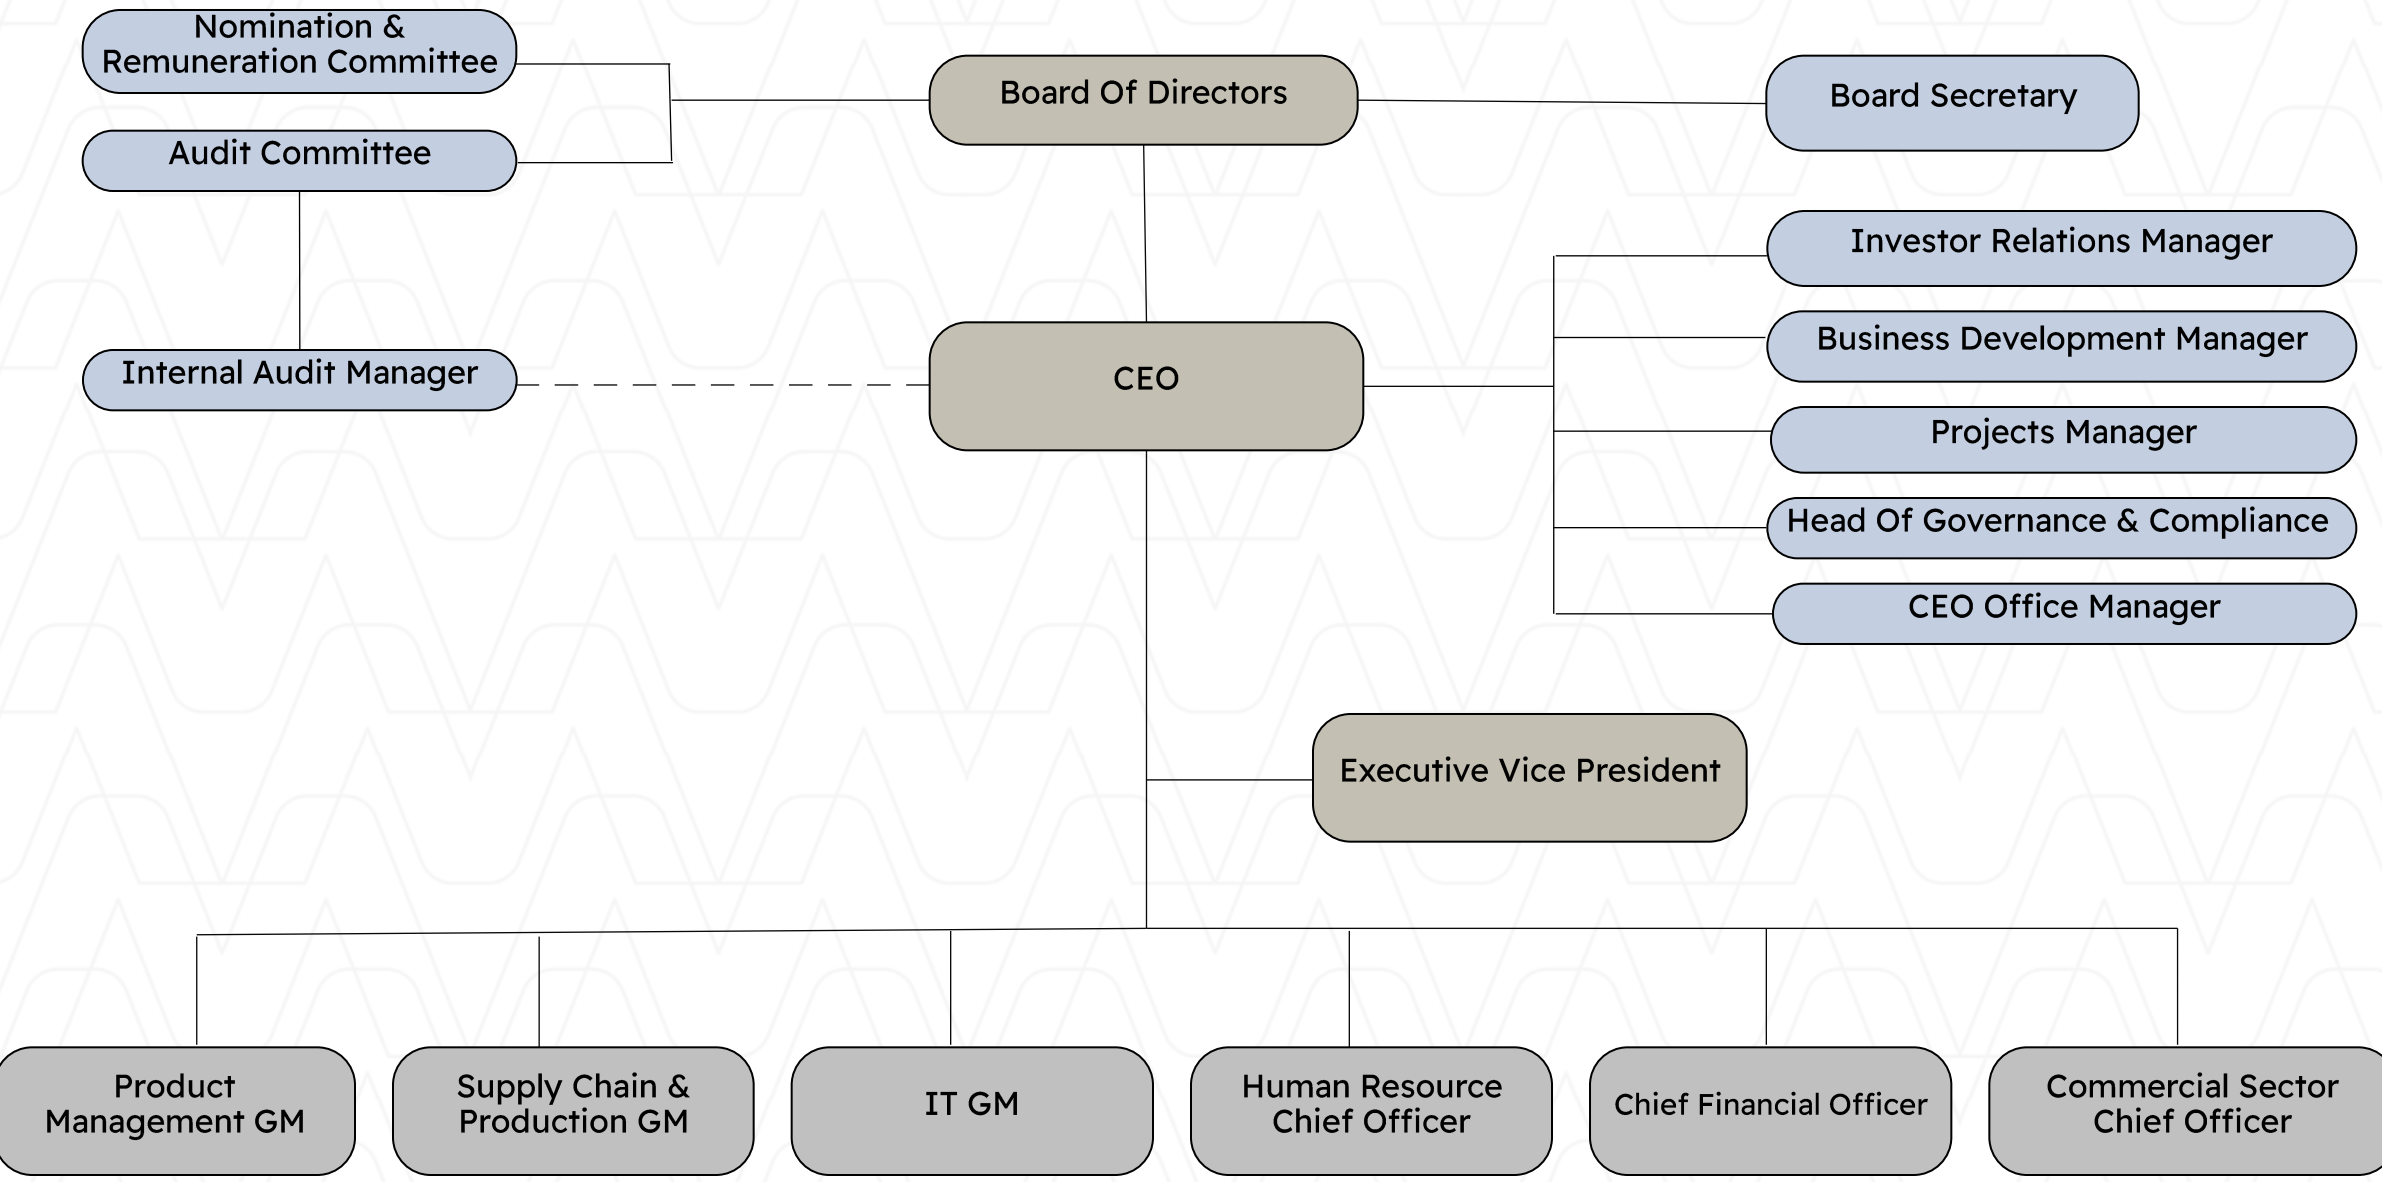 Nomination &
Remuneration Committee
Board Of Directors
Board Secretary
Audit Committee
Investor Relations Manager
Business Development Manager
Internal Audit Manager
CEO
Projects Manager
Head Of Governance & Compliance
CEO Office Manager
Executive Vice President
Product
Management GM
Supply Chain &
Production GM
IT GM
Human Resource
Chief Officer
Chief Financial Officer
Commercial Sector
Chief Officer